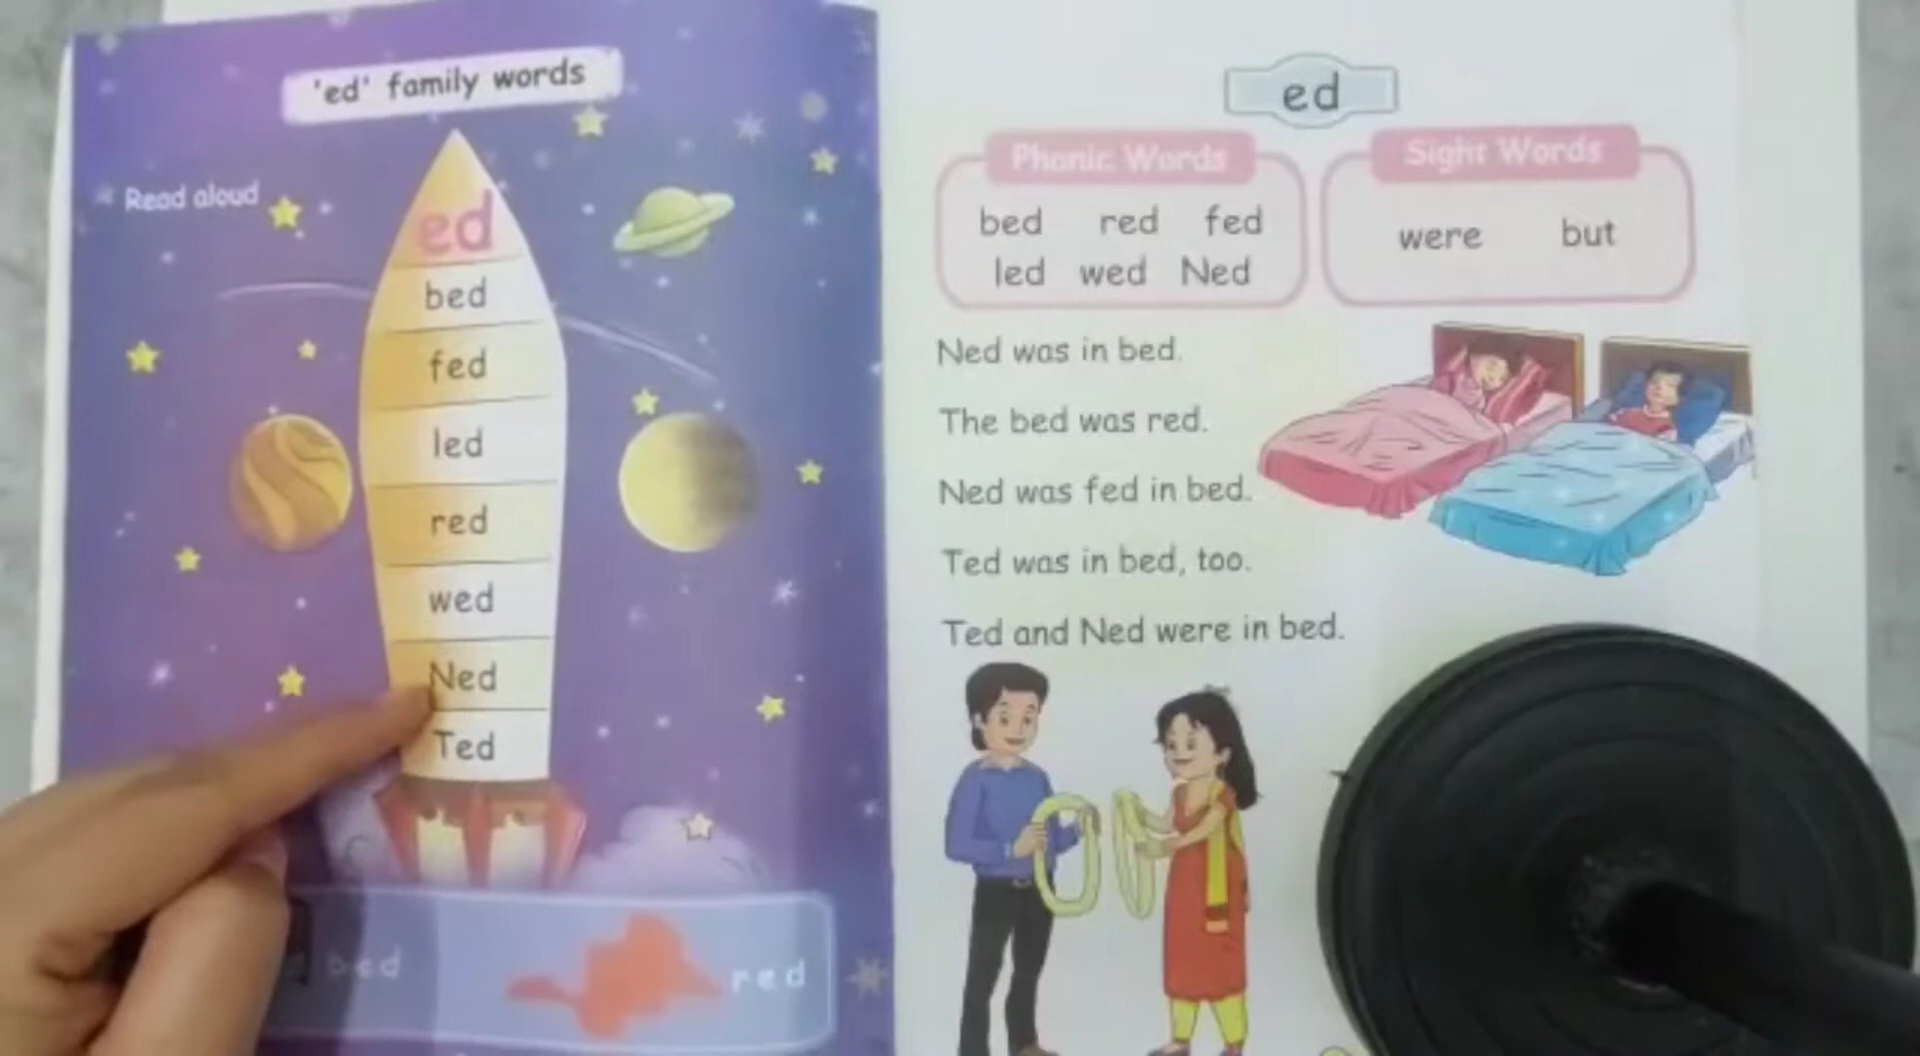 'ed' family words
Read aloud
ed
bed
fed
led
red
wed
Ned
Ted
bed
red
ed
Phonic Words
bed red fed
led wed Ned
Sight Words
were but
Ned was in bed.
The bed was red.
Ned was fed in bed.
Ted was in bed, too.
Ted and Ned were in bed.